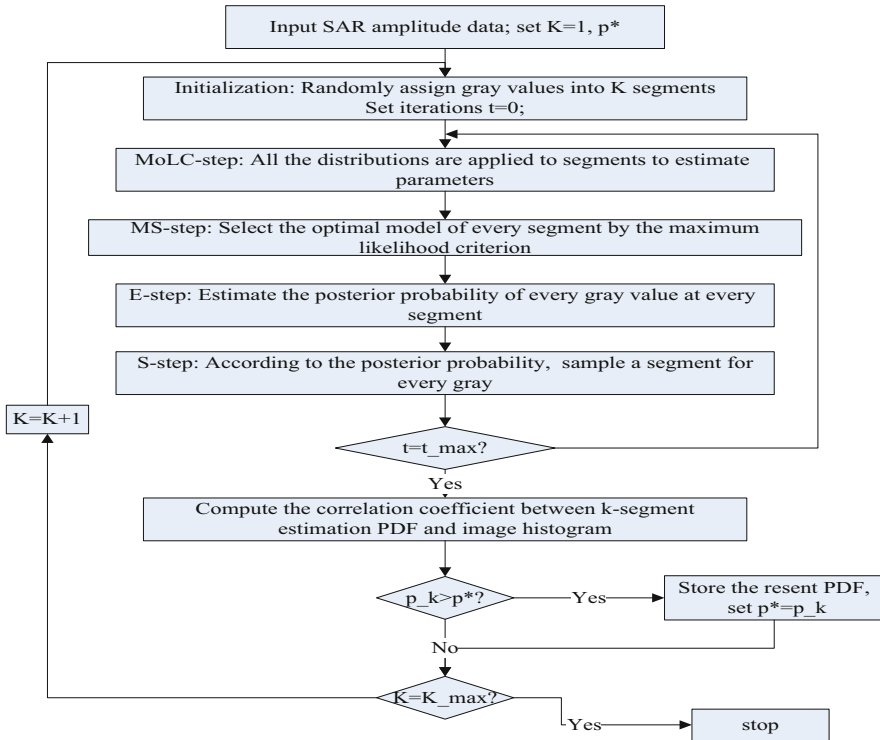 Input SAR amplitude data; set K=1, p*
Initialization: Randomly assign gray values into K segments
Set iterations t=0;
MoLC-step: All the distributions are applied to segments to estimate
parameters
MS-step: Select the optimal model of every segment by the maximum
likelihood criterion
E-step: Estimate the posterior probability of every gray value at every
segment
S-step: According to the posterior probability, sample a segment for
every gray
K=K+1
t=t_max?
Yes
Compute the correlation coefficient between k-segment
estimation PDF and image histogram
p_k>p*?
Yes
Store the resent PDF,
set p*=p_k
No
K=K_max?
Yes
stop